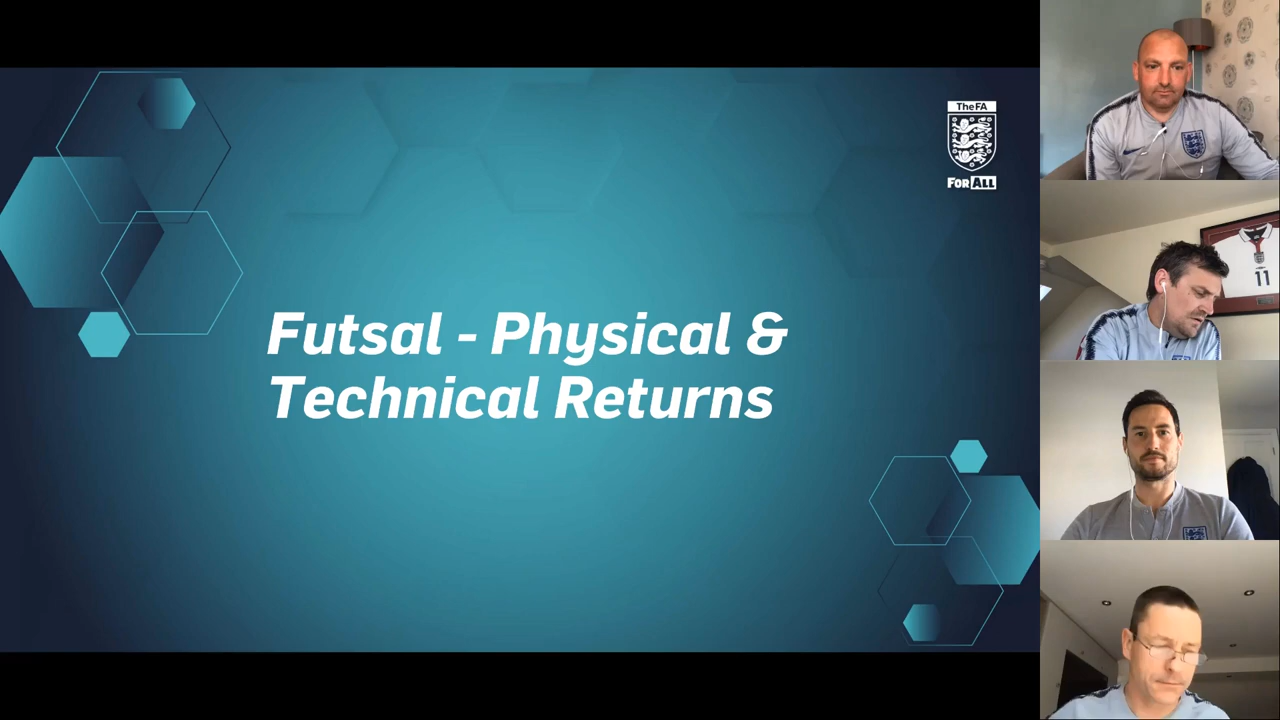 The FA
FOR ALL
Futsal - Physical &
Technical Returns
11